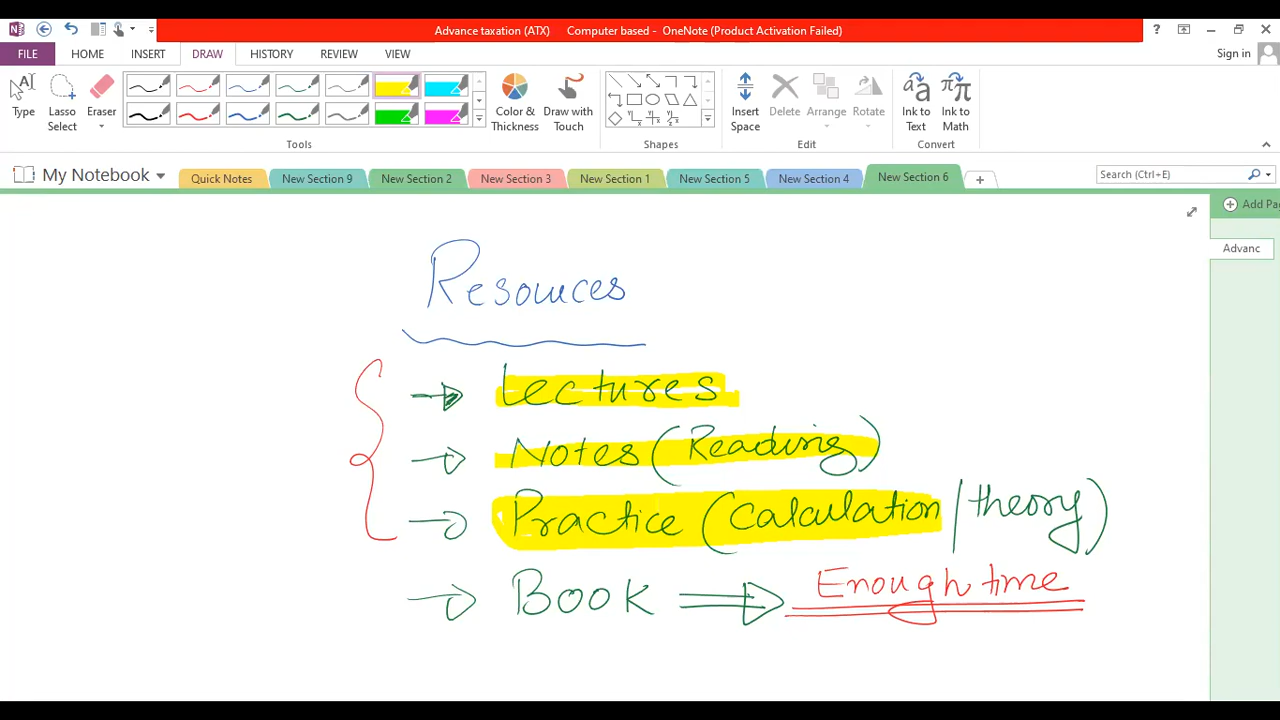 Advance taxation (ATX) Computer based - OneNote (Product Activation Failed)
FILE HOME INSERT DRAW HISTORY REVIEW VIEW
Sign in
Type
Lasso Select
Eraser
Color & Thickness
Draw with Touch
Insert Space
Delete
Arrange
Rotate
Ink to Text
Ink to Math
Tools Shapes Edit Convert
My Notebook Quick Notes New Section 9 New Section 2 New Section 3 New Section 1 New Section 5 New Section 4 New Section 6
Search (Ctrl+E)
Add Pag
Advanc
Resources
Lectures
Notes (Reading)
Practice (Calculation / theory)
Book ⇒ Enough time